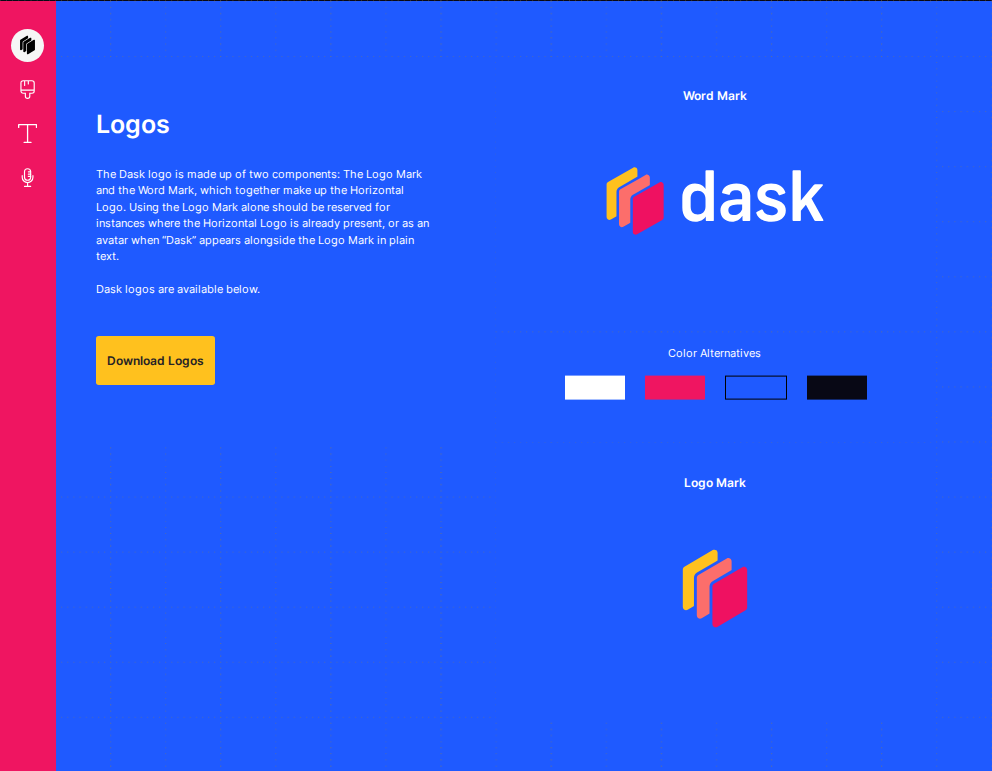 Logos
The Dask logo is made up of two components: The Logo Mark
and the Word Mark, which together make up the Horizontal
Logo. Using the Logo Mark alone should be reserved for
instances where the Horizontal Logo is already present, or as an
avatar when “Dask” appears alongside the Logo Mark in plain
text.
Dask logos are available below.
Download Logos
Word Mark
dask
Color Alternatives
Logo Mark